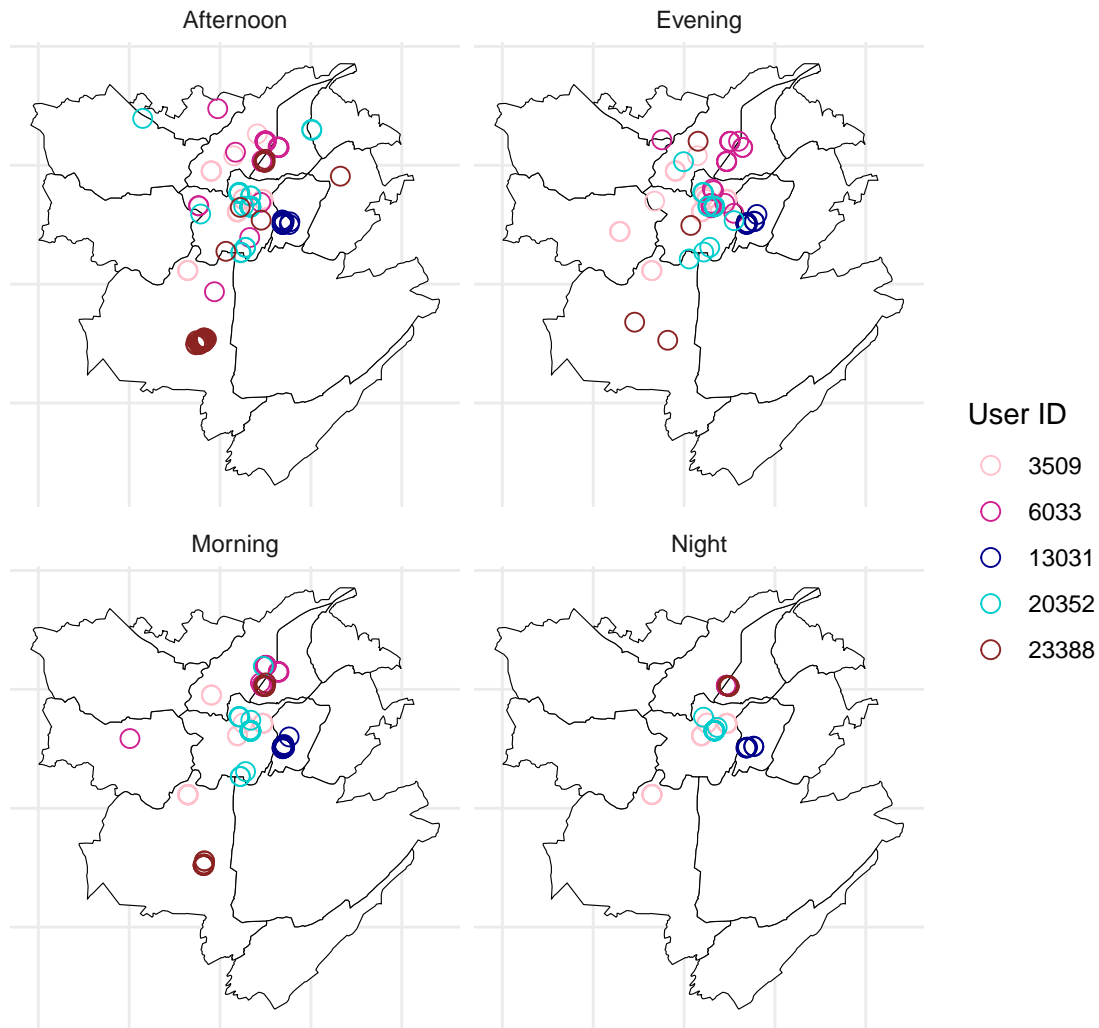 Afternoon
Evening
Morning
Night
User ID
3509
6033
13031
20352
23388